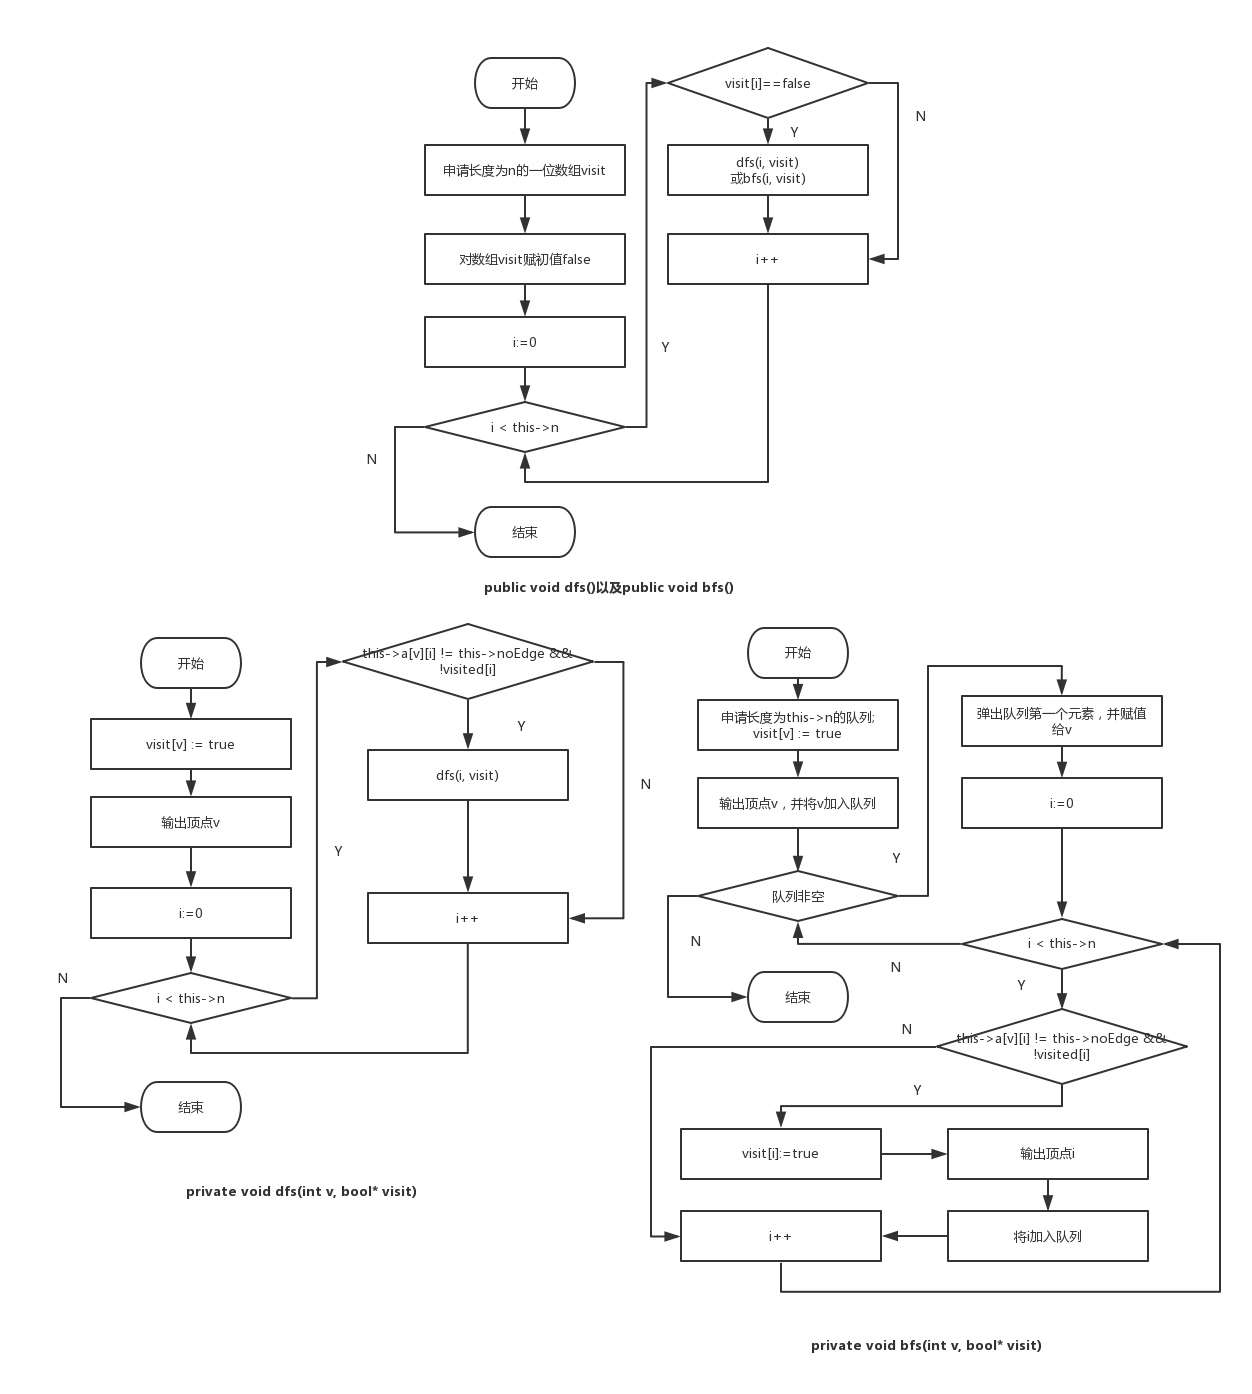 开始
申请长度为n的一位数组visit
对数组visit赋初值false
i:=0
i < this->n
N
结束
Y
visit[i]==false
Y
N
dfs(i, visit)
或bfs(i, visit)
i++
public void dfs()以及public void bfs()
开始
visit[v] := true
输出顶点v
i:=0
N
i < this->n
结束
Y
this->a[v][i] != this->noEdge &&
!visited[i]
Y
N
dfs(i, visit)
i++
private void dfs(int v, bool* visit)
开始
申请长度为this->n的队列;
visit[v] := true
输出顶点v，并将v加入队列
Y
队列非空
N
结束
弹出队列第一个元素，并赋值
给v
i:=0
i < this->n
N
Y
N
this->a[v][i] != this->noEdge &&
!visited[i]
Y
visit[i]:=true
输出顶点i
i++
将i加入队列
private void bfs(int v, bool* visit)